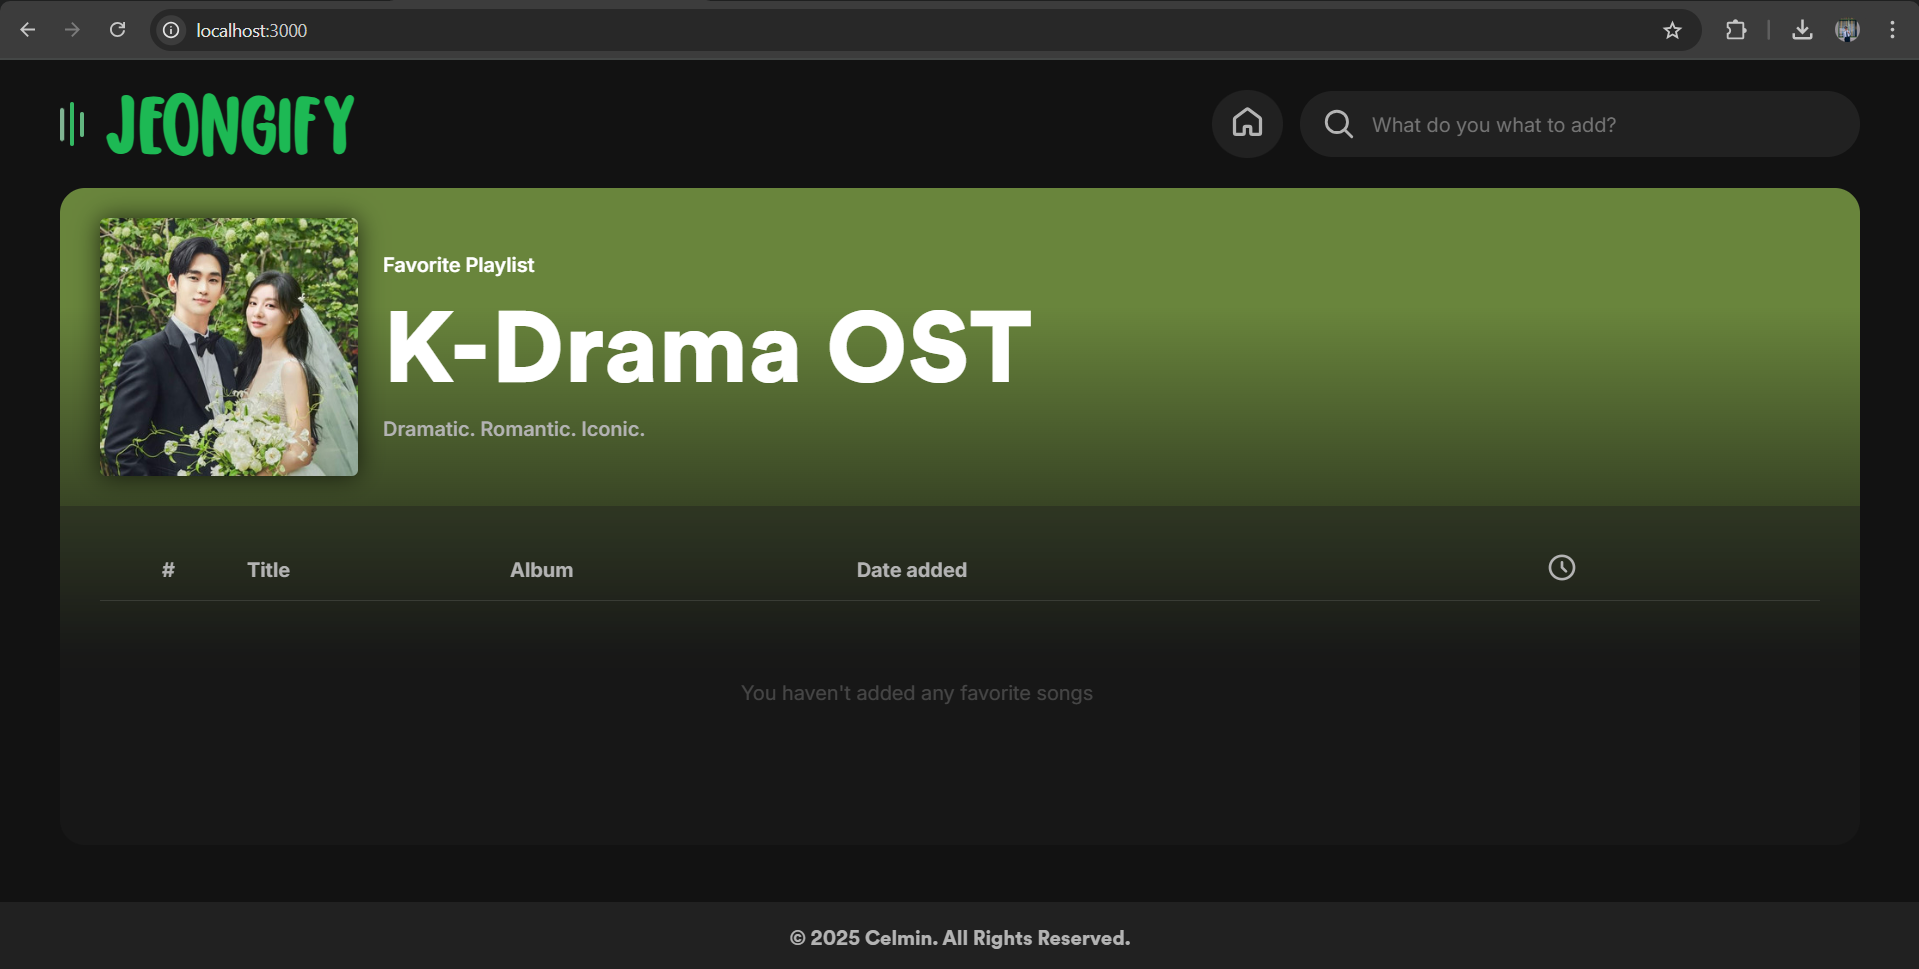 localhost:3000
JEONGIFY
What do you what to add?
Favorite Playlist
K-Drama OST
Dramatic. Romantic. Iconic.
# Title Album Date added
You haven't added any favorite songs
© 2025 Celmin. All Rights Reserved.